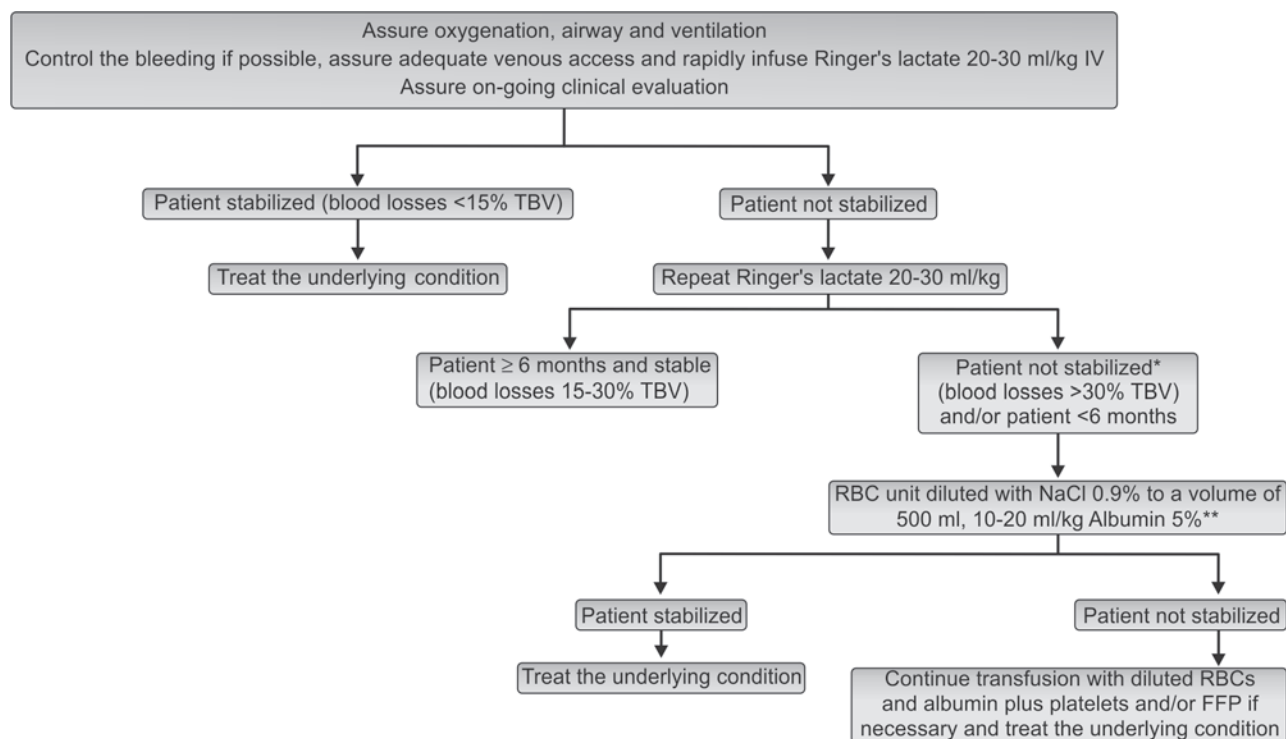 Assure oxygenation, airway and ventilation
Control the bleeding if possible, assure adequate venous access and rapidly infuse Ringer's lactate 20-30 ml/kg IV
Assure on-going clinical evaluation
Patient stabilized (blood losses <15% TBV)
Patient not stabilized
Treat the underlying condition
Repeat Ringer's lactate 20-30 ml/kg
Patient ≥ 6 months and stable
(blood losses 15-30% TBV)
Patient not stabilized*
(blood losses >30% TBV)
and/or patient <6 months
RBC unit diluted with NaCl 0.9% to a volume of
500 ml, 10-20 ml/kg Albumin 5%**
Patient stabilized
Patient not stabilized
Treat the underlying condition
Continue transfusion with diluted RBCs
and albumin plus platelets and/or FFP if
necessary and treat the underlying condition